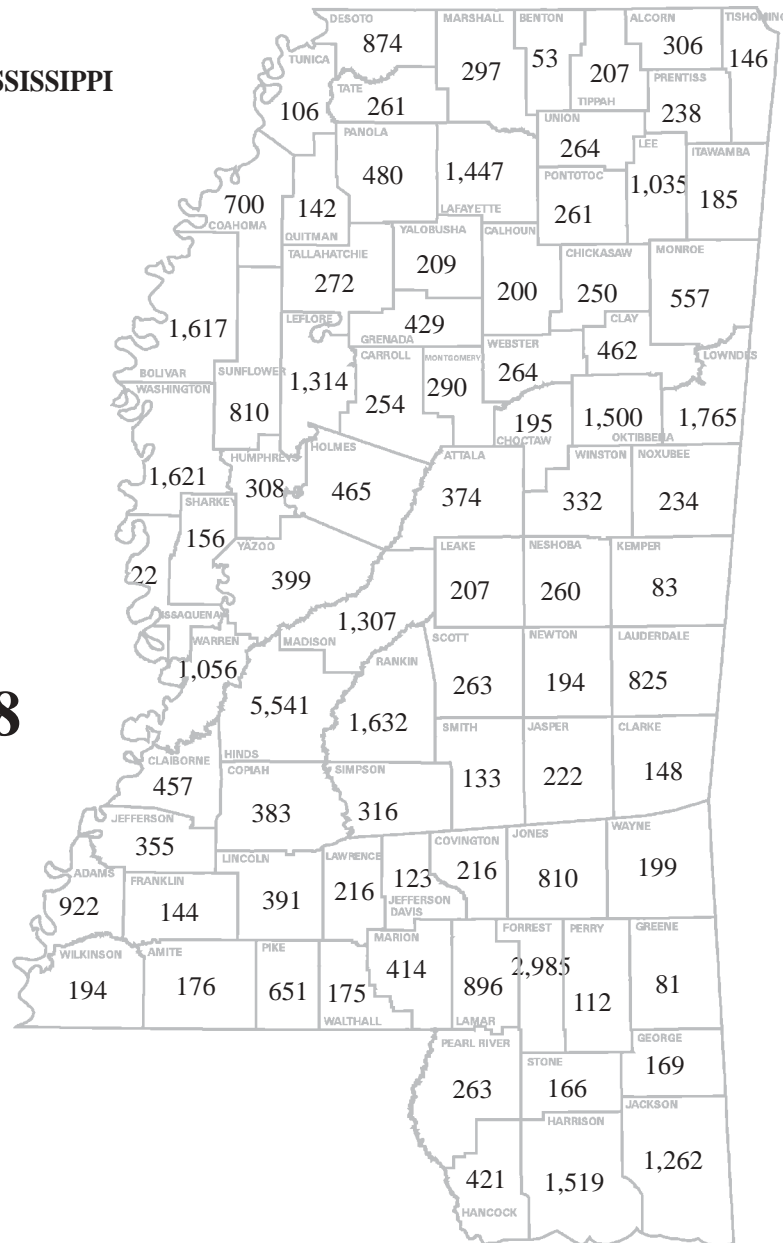 SSISSIPPI
8
DESOTO
874
MARSHALL
297
BENTON
53
TIPPAH
207
ALCORN
306
TISHOMING
146
TUNICA
106
TATE
261
PRENTISS
238
PANOLA
480
LAFAYETTE
1,447
UNION
264
LEE
1,035
ITAWAMBA
185
PONTOTOC
261
COAHOMA
700
QUITMAN
142
TALLAHATCHIE
272
YALOBUSHA
209
CALHOUN
200
CHICKASAW
250
MONROE
557
BOLIVAR
1,617
SUNFLOWER
810
LEFLORE
1,314
GRENADA
429
CARROLL
254
MONTGOMERY
290
WEBSTER
264
CLAY
462
LOWNDES
1,765
WASHINGTON
1,621
CHOCTAW
195
OKTIBBEHA
1,500
HUMPHREYS
308
HOLMES
465
ATTALA
374
WINSTON
332
NOXUBEE
234
SHARKEY
156
YAZOO
399
LEAKE
207
NESHOBA
260
KEMPER
83
ISSAQUENA
22
WARREN
1,056
MADISON
1,307
RANKIN
1,632
SCOTT
263
NEWTON
194
LAUDERDALE
825
HINDS
5,541
CLAIBORNE
457
COPIAH
383
SIMPSON
316
SMITH
133
JASPER
222
CLARKE
148
JEFFERSON
355
LINCOLN
391
LAWRENCE
216
JEFFERSON
DAVIS
123
COVINGTON
216
JONES
810
WAYNE
199
ADAMS
922
FRANKLIN
144
WILKINSON
194
AMITE
176
PIKE
651
WALTHALL
175
MARION
414
LAMAR
896
FORREST
2,985
PERRY
112
GREENE
81
PEARL RIVER
263
STONE
166
GEORGE
169
HANCOCK
421
HARRISON
1,519
JACKSON
1,262